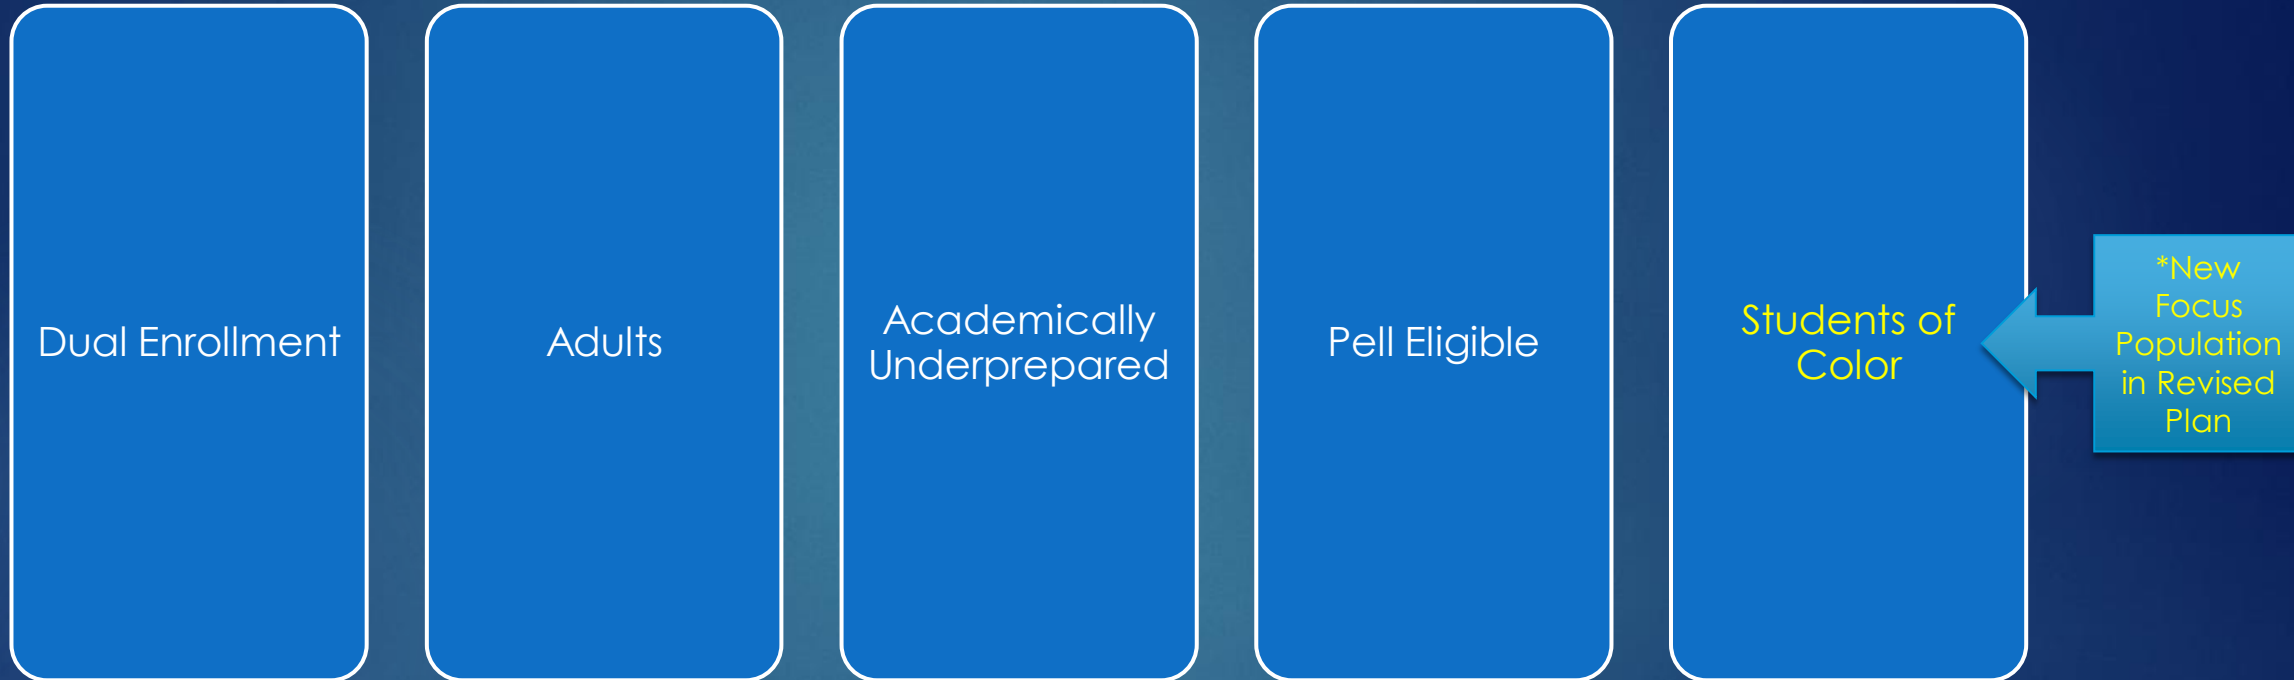 Dual Enrollment
Adults
Academically
Underprepared
Pell Eligible
Students of
Color
*New
Focus
Population
in Revised
Plan